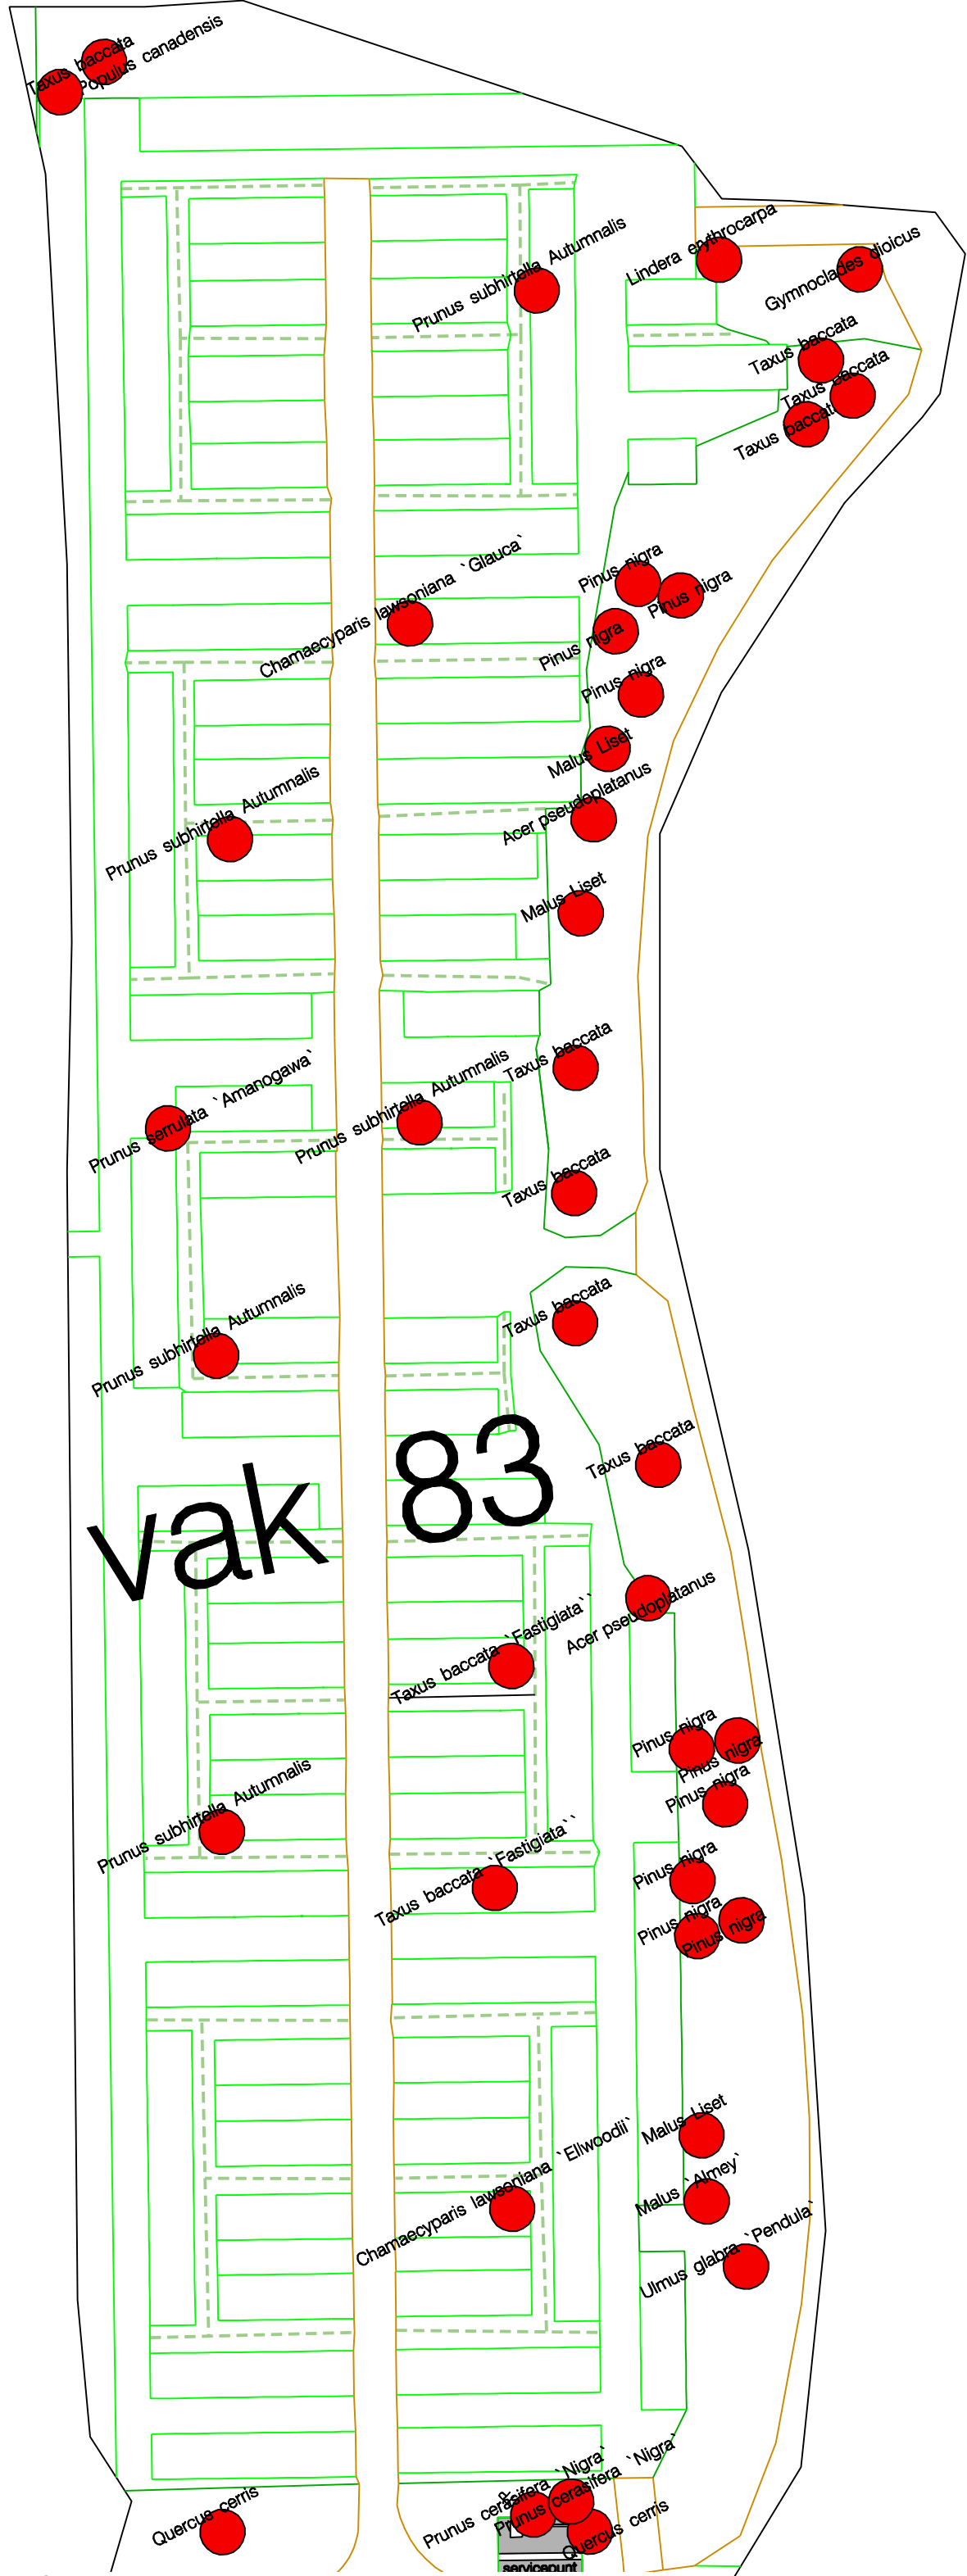 Taxus baccata
Populus canadensis
Lindera erythrocarpa
Prunus subhirtella Autumnalis
Gymnoclades dioicus
Taxus baccata
Taxus baccata
Taxus baccata
Chamaecyparis lawsoniana `Glauca`
Pinus nigra
Pinus nigra
Pinus nigra
Pinus nigra
Malus Liset
Prunus subhirtella Autumnalis
Acer pseudoplatanus
Malus Liset
Taxus baccata
Prunus serrulata `Amanogawa`
Prunus subhirtella Autumnalis
Taxus baccata
Prunus subhirtella Autumnalis
Taxus baccata
Taxus baccata
vak 83
Acer pseudoplatanus
Taxus baccata `Fastigiata``
Pinus nigra
Pinus nigra
Pinus nigra
Prunus subhirtella Autumnalis
Taxus baccata `Fastigiata``
Pinus nigra
Pinus nigra
Pinus nigra
Malus Liset
Chamaecyparis lawsoniana `Ellwoodii`
Malus `Almey`
Ulmus glabra `Pendula`
Quercus cerris
Prunus cerasifera `Nigra`
Prunus cerasifera `Nigra`
Quercus cerris
servicepunt